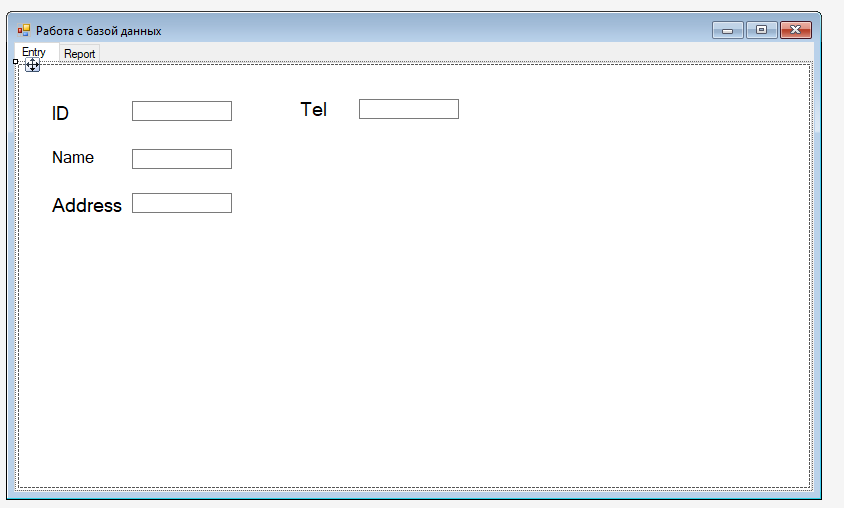 Работа с базой данных
Entry Report
ID Tel
Name
Address